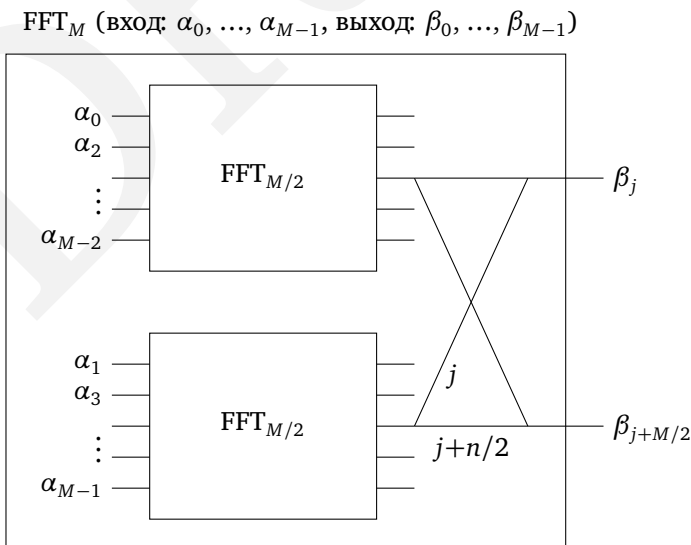 FFT_M (вход: α_0, …, α_{M−1}, выход: β_0, …, β_{M−1})
α_0
α_2
⋮
α_{M−2}
FFT_{M/2}
β_j
α_1
α_3
⋮
α_{M−1}
FFT_{M/2}
j
j+n/2
β_{j+M/2}